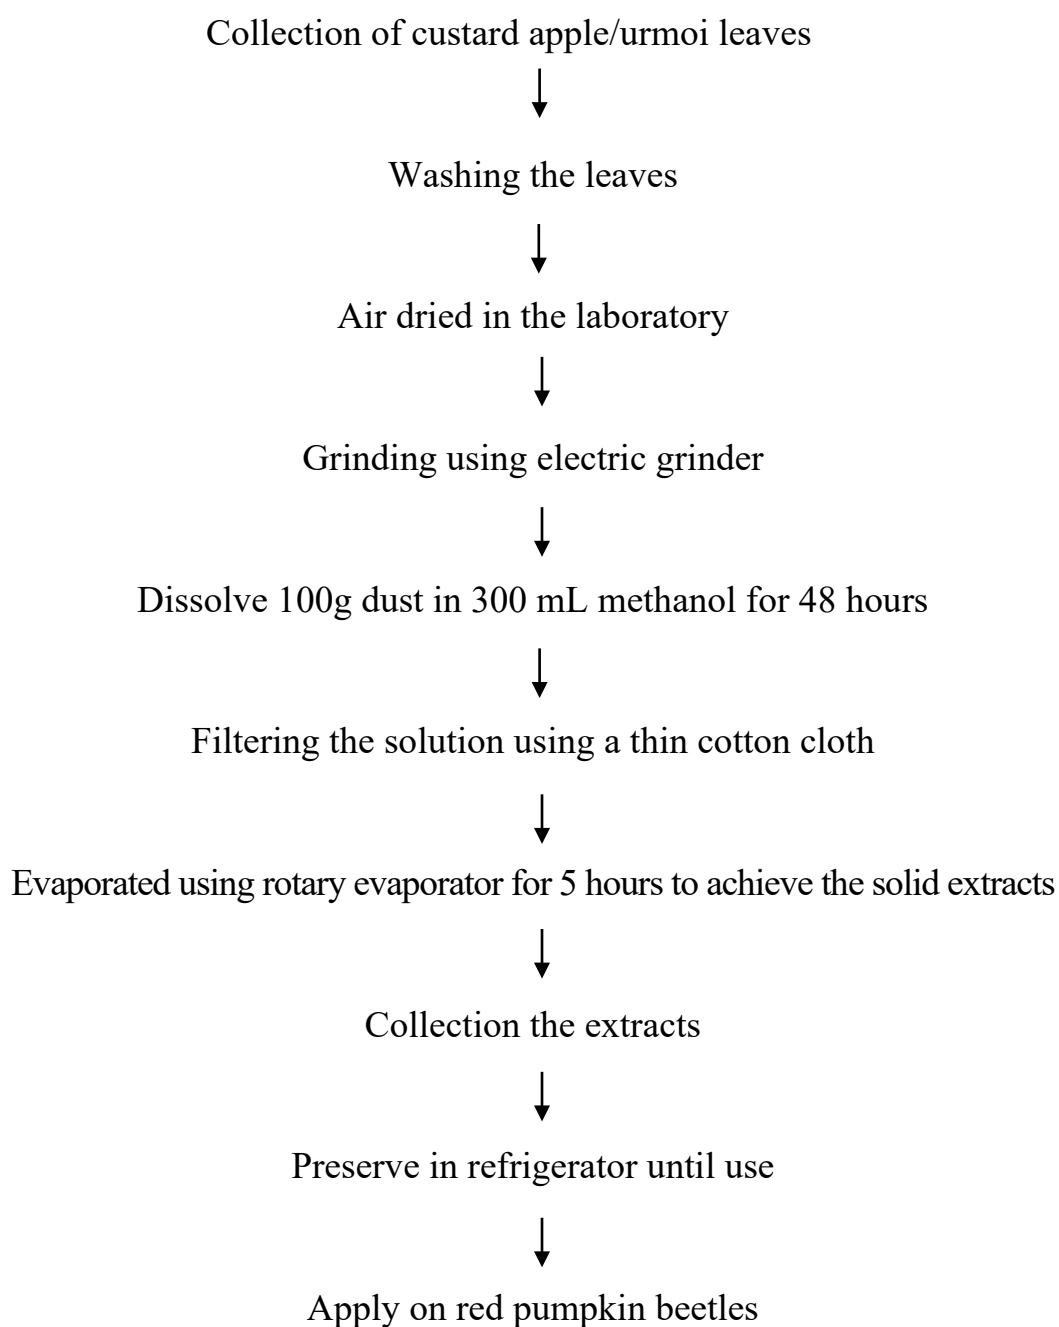 Collection of custard apple/urmoi leaves
Washing the leaves
Air dried in the laboratory
Grinding using electric grinder
Dissolve 100g dust in 300 mL methanol for 48 hours
Filtering the solution using a thin cotton cloth
Evaporated using rotary evaporator for 5 hours to achieve the solid extracts
Collection the extracts
Preserve in refrigerator until use
Apply on red pumpkin beetles